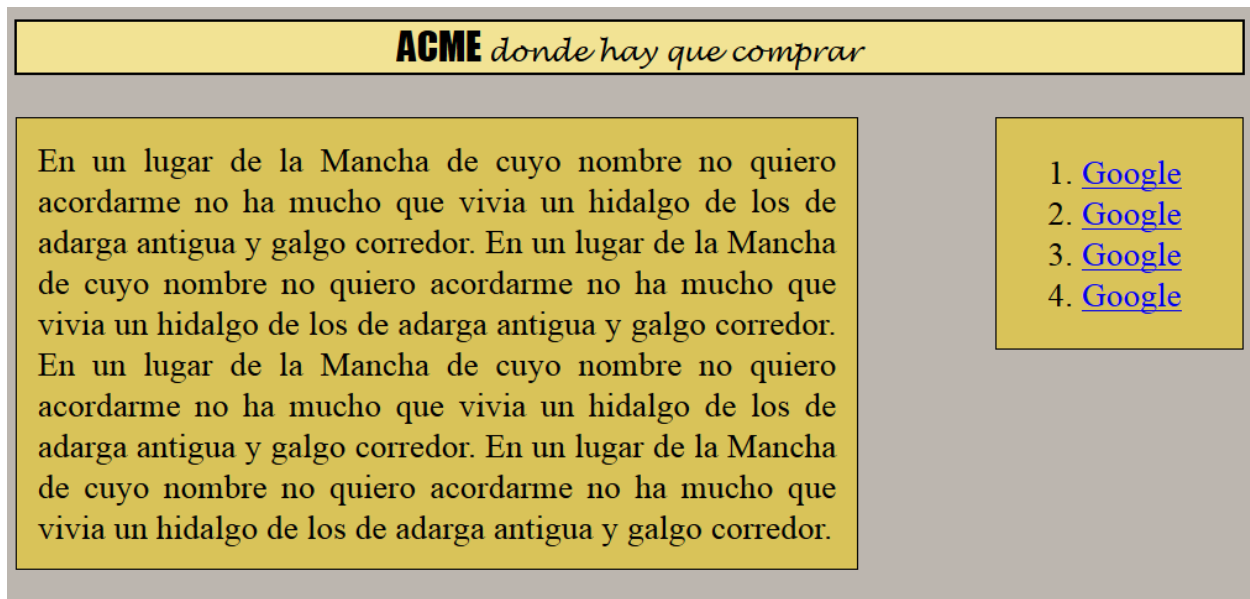 ACME donde hay que comprar
En un lugar de la Mancha de cuyo nombre no quiero
acordarme no ha mucho que vivia un hidalgo de los de
adarga antigua y galgo corredor. En un lugar de la Mancha
de cuyo nombre no quiero acordarme no ha mucho que
vivia un hidalgo de los de adarga antigua y galgo corredor.
En un lugar de la Mancha de cuyo nombre no quiero
acordarme no ha mucho que vivia un hidalgo de los de
adarga antigua y galgo corredor. En un lugar de la Mancha
de cuyo nombre no quiero acordarme no ha mucho que
vivia un hidalgo de los de adarga antigua y galgo corredor.
1. Google
2. Google
3. Google
4. Google